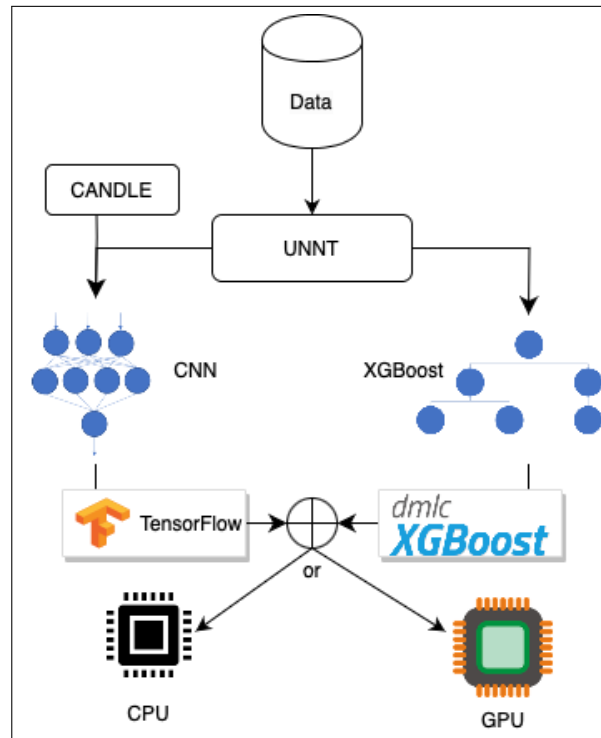 Data
CANDLE
UNNT
CNN
XGBoost
TensorFlow
dmlc
XGBoost
or
CPU
GPU